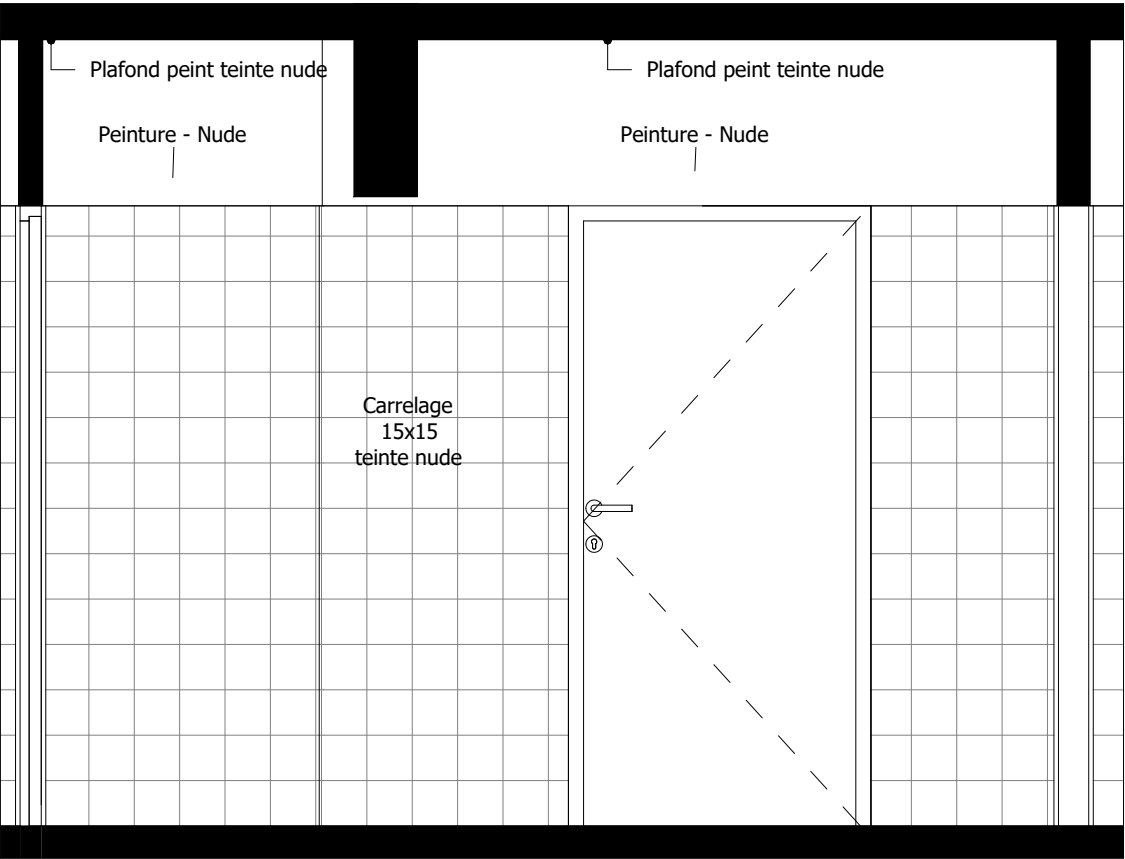 Plafond peint teinte nude
Plafond peint teinte nude
Peinture - Nude
Peinture - Nude
Carrelage
15x15
teinte nude